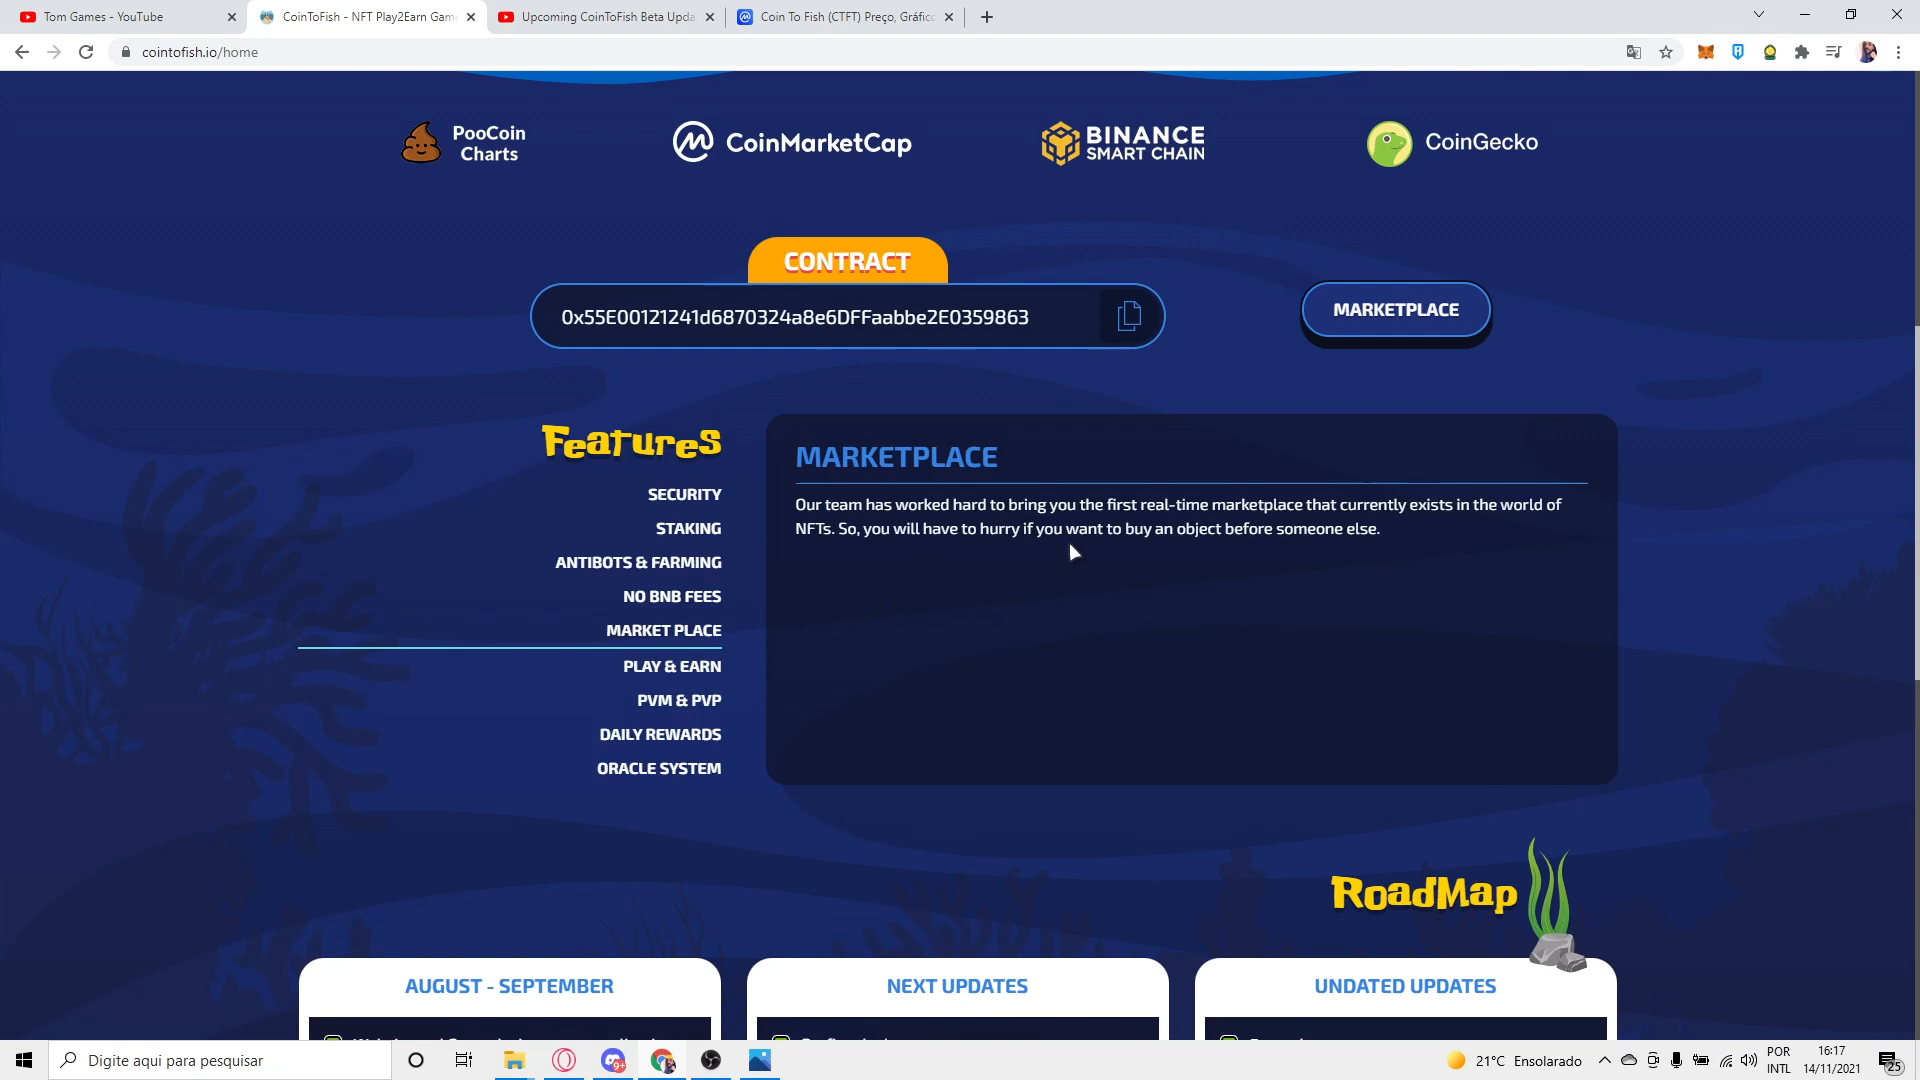 Tom Games - YouTube
CoinToFish - NFT Play2Earn Gam
Upcoming CoinToFish Beta Upda
Coin To Fish (CTFT) Preço, Gráfic
cointofish.io/home
PooCoin
Charts
CoinMarketCap
BINANCE
SMART CHAIN
CoinGecko
CONTRACT
0x55E00121241d6870324a8e6DFFaabbe2E0359863
MARKETPLACE
Features
SECURITY
STAKING
ANTIBOTS & FARMING
NO BNB FEES
MARKET PLACE
PLAY & EARN
PVM & PVP
DAILY REWARDS
ORACLE SYSTEM
MARKETPLACE
Our team has worked hard to bring you the first real-time marketplace that currently exists in the world of
NFTs. So, you will have to hurry if you want to buy an object before someone else.
RoadMap
AUGUST - SEPTEMBER
NEXT UPDATES
UNDATED UPDATES
Digite aqui para pesquisar
9+
21°C Ensolarado
POR
INTL
16:17
14/11/2021
25